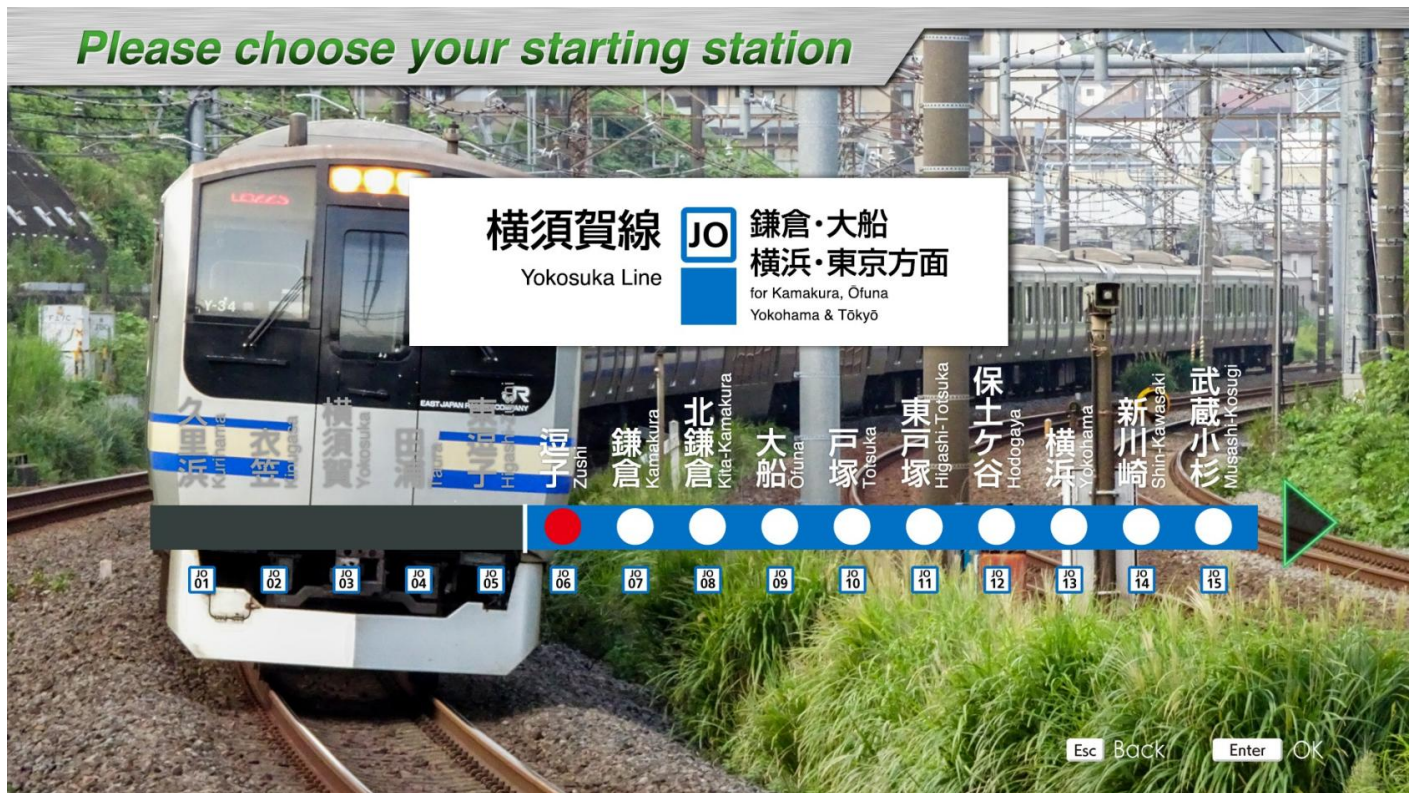 Please choose your starting station
横須賀線
Yokosuka Line
JO
鎌倉・大船
横浜・東京方面
for Kamakura, Ōfuna
Yokohama & Tōkyō
Y-34
JR
EAST JAPAN
COMPANY
久里浜
Kurihama
衣笠
Kinugasa
横須賀
Yokosuka
田浦
Taura
東逗子
逗子
Zushi
鎌倉
Kamakura
北鎌倉
Kita-Kamakura
大船
Ōfuna
戸塚
Totsuka
東戸塚
Higashi-Totsuka
保土ケ谷
Hodogaya
横浜
Yokohama
新川崎
Shin-Kawasaki
武蔵小杉
Musashi-Kosugi
JO 01
JO 02
JO 03
JO 04
JO 05
JO 06
JO 07
JO 08
JO 09
JO 10
JO 11
JO 12
JO 13
JO 14
JO 15
Esc Back
Enter OK